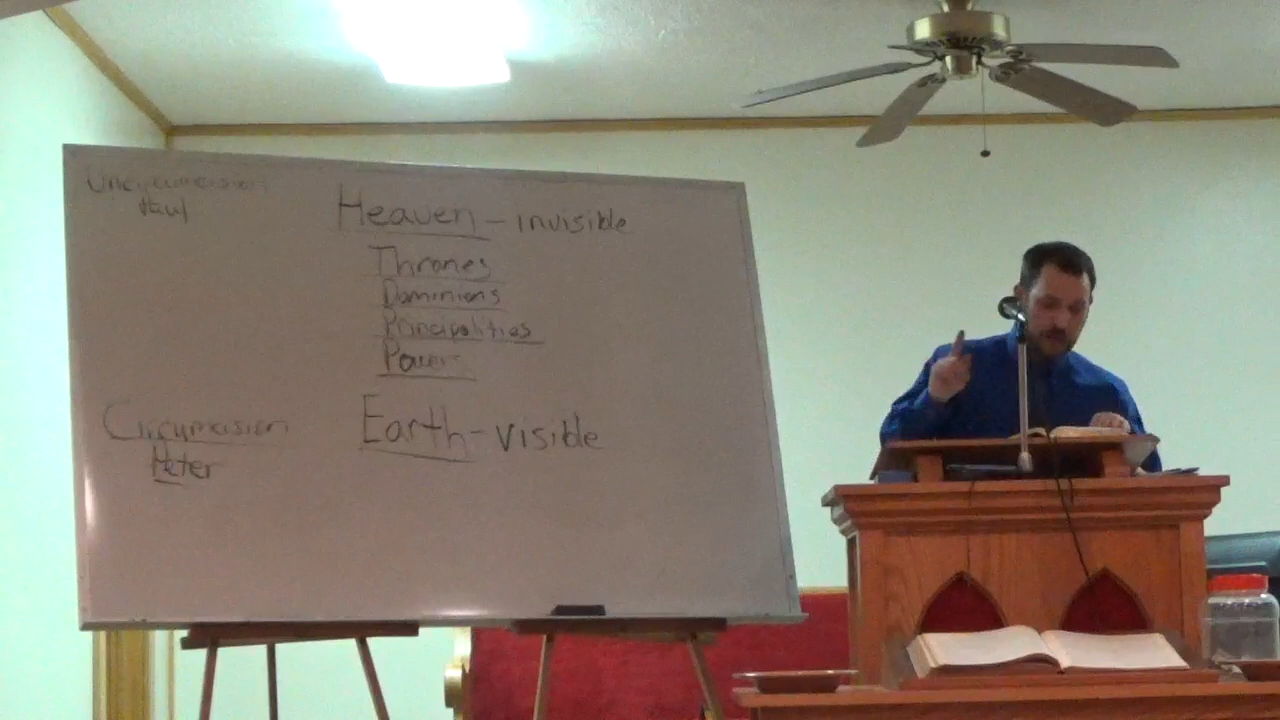 Uncircumcision
Paul
Heaven - invisible
Thrones
Dominions
Principalities
Powers
Circumcision
Peter
Earth - visible